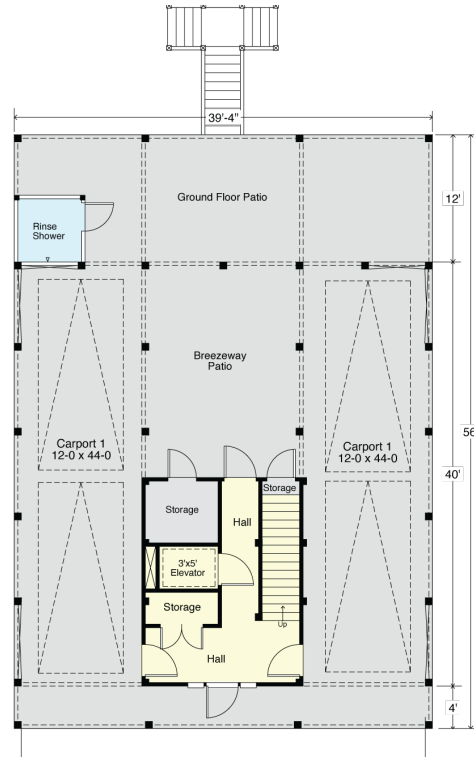 39'-4"
Ground Floor Patio
12'
Rinse
Shower
Breezeway
Patio
Carport 1
12-0 x 44-0
Carport 1
12-0 x 44-0
56
40'
Storage
Storage
Hall
3'x5'
Elevator
Storage
Up
Hall
4'